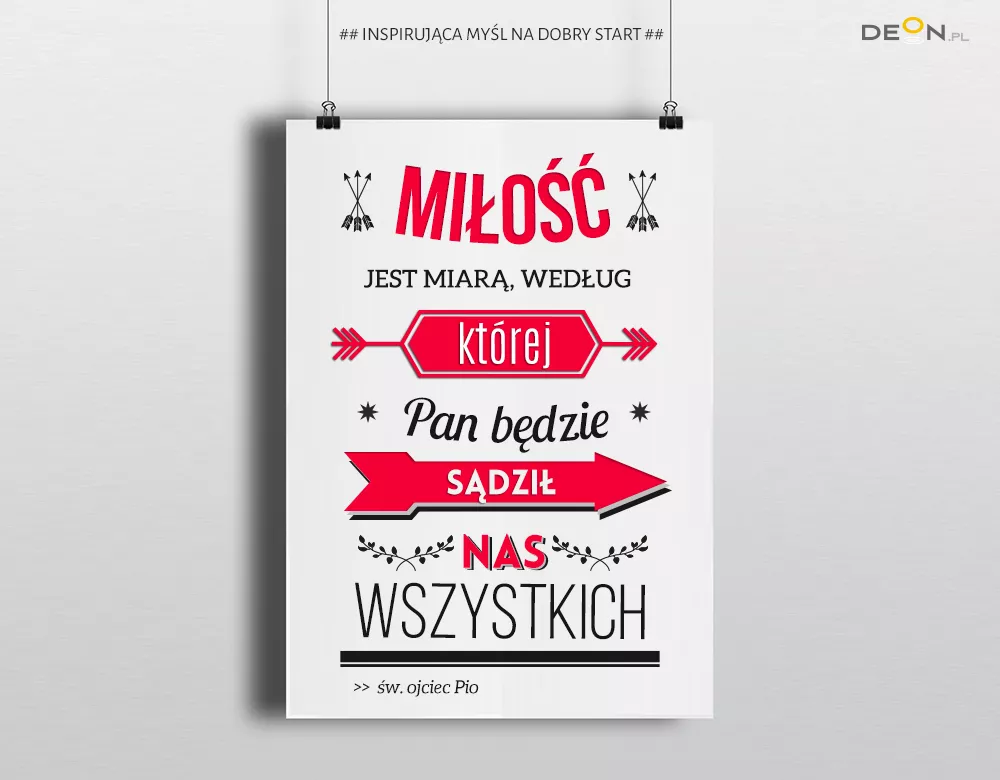 ## INSPIRUJĄCA MYŚL NA DOBRY START ##
DEON.PL
MIŁOŚĆ
JEST MIARĄ, WEDŁUG
której
Pan będzie
SĄDZIŁ
NAS
WSZYSTKICH
>> św. ojciec Pio